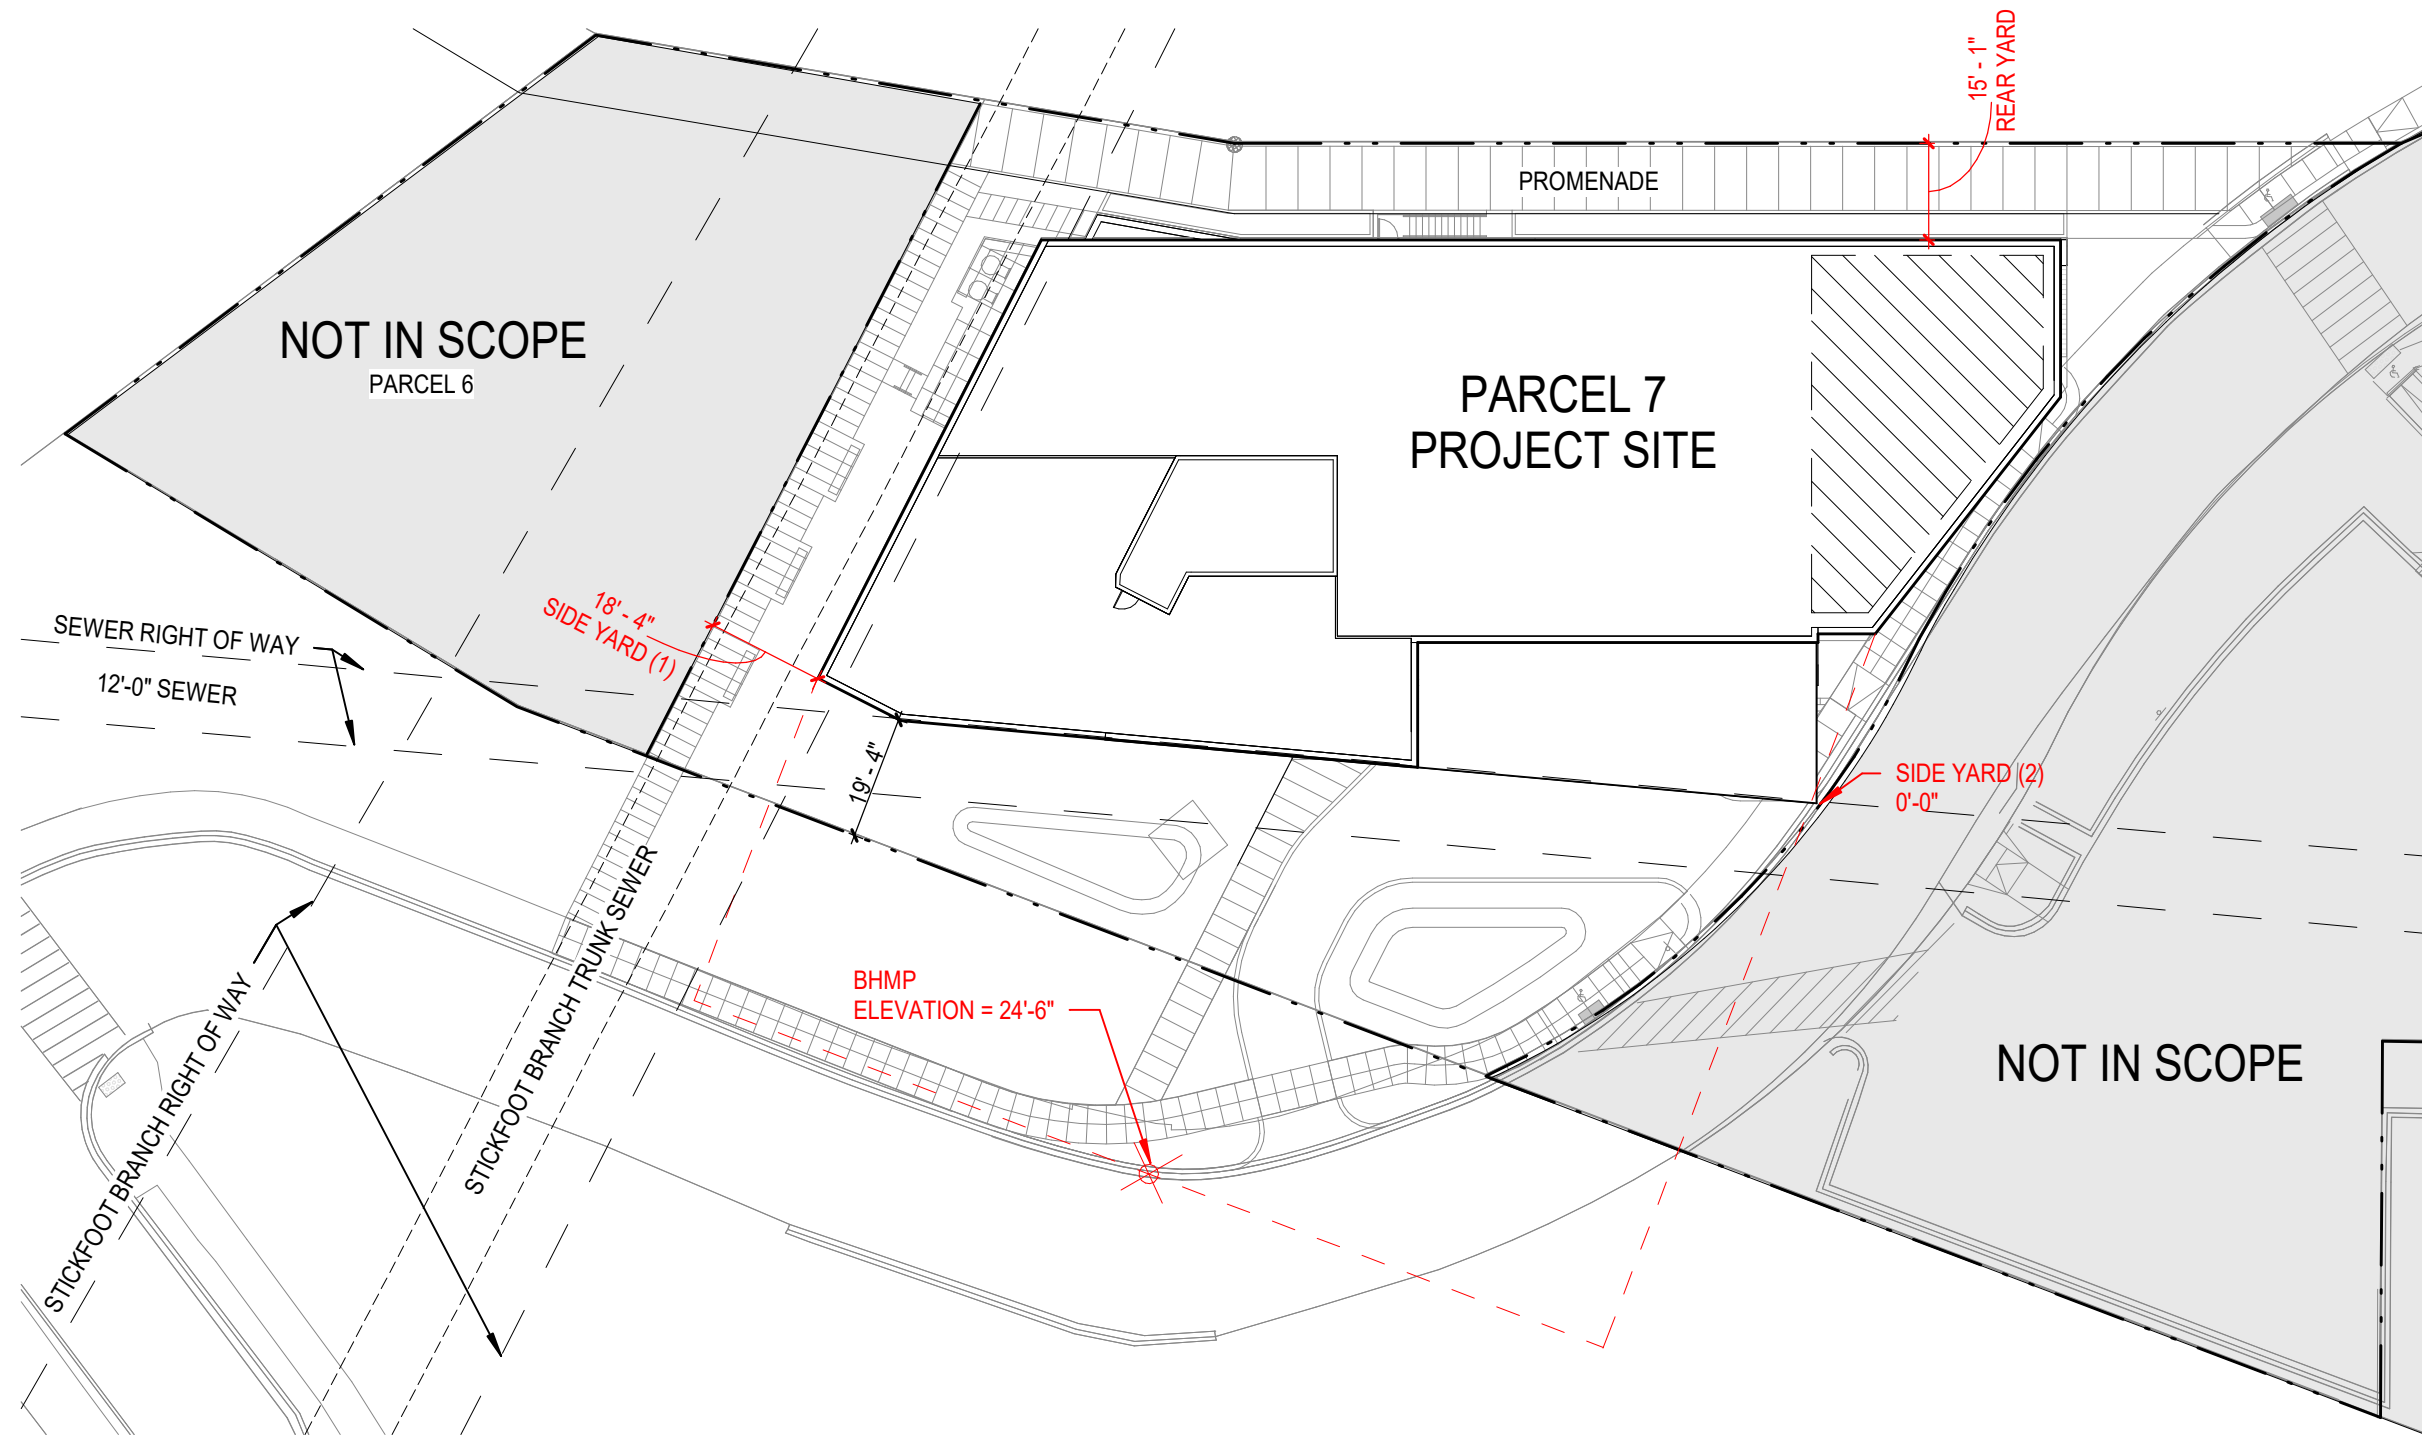 15' - 1"
REAR YARD
PROMENADE
NOT IN SCOPE
PARCEL 6
PARCEL 7
PROJECT SITE
18' - 4"
SIDE YARD (1)
SEWER RIGHT OF WAY
12'-0" SEWER
19' - 4"
SIDE YARD (2)
0'-0"
STICKFOOT BRANCH TRUNK SEWER
STICKFOOT BRANCH RIGHT OF WAY
BHMP
ELEVATION = 24'-6"
NOT IN SCOPE